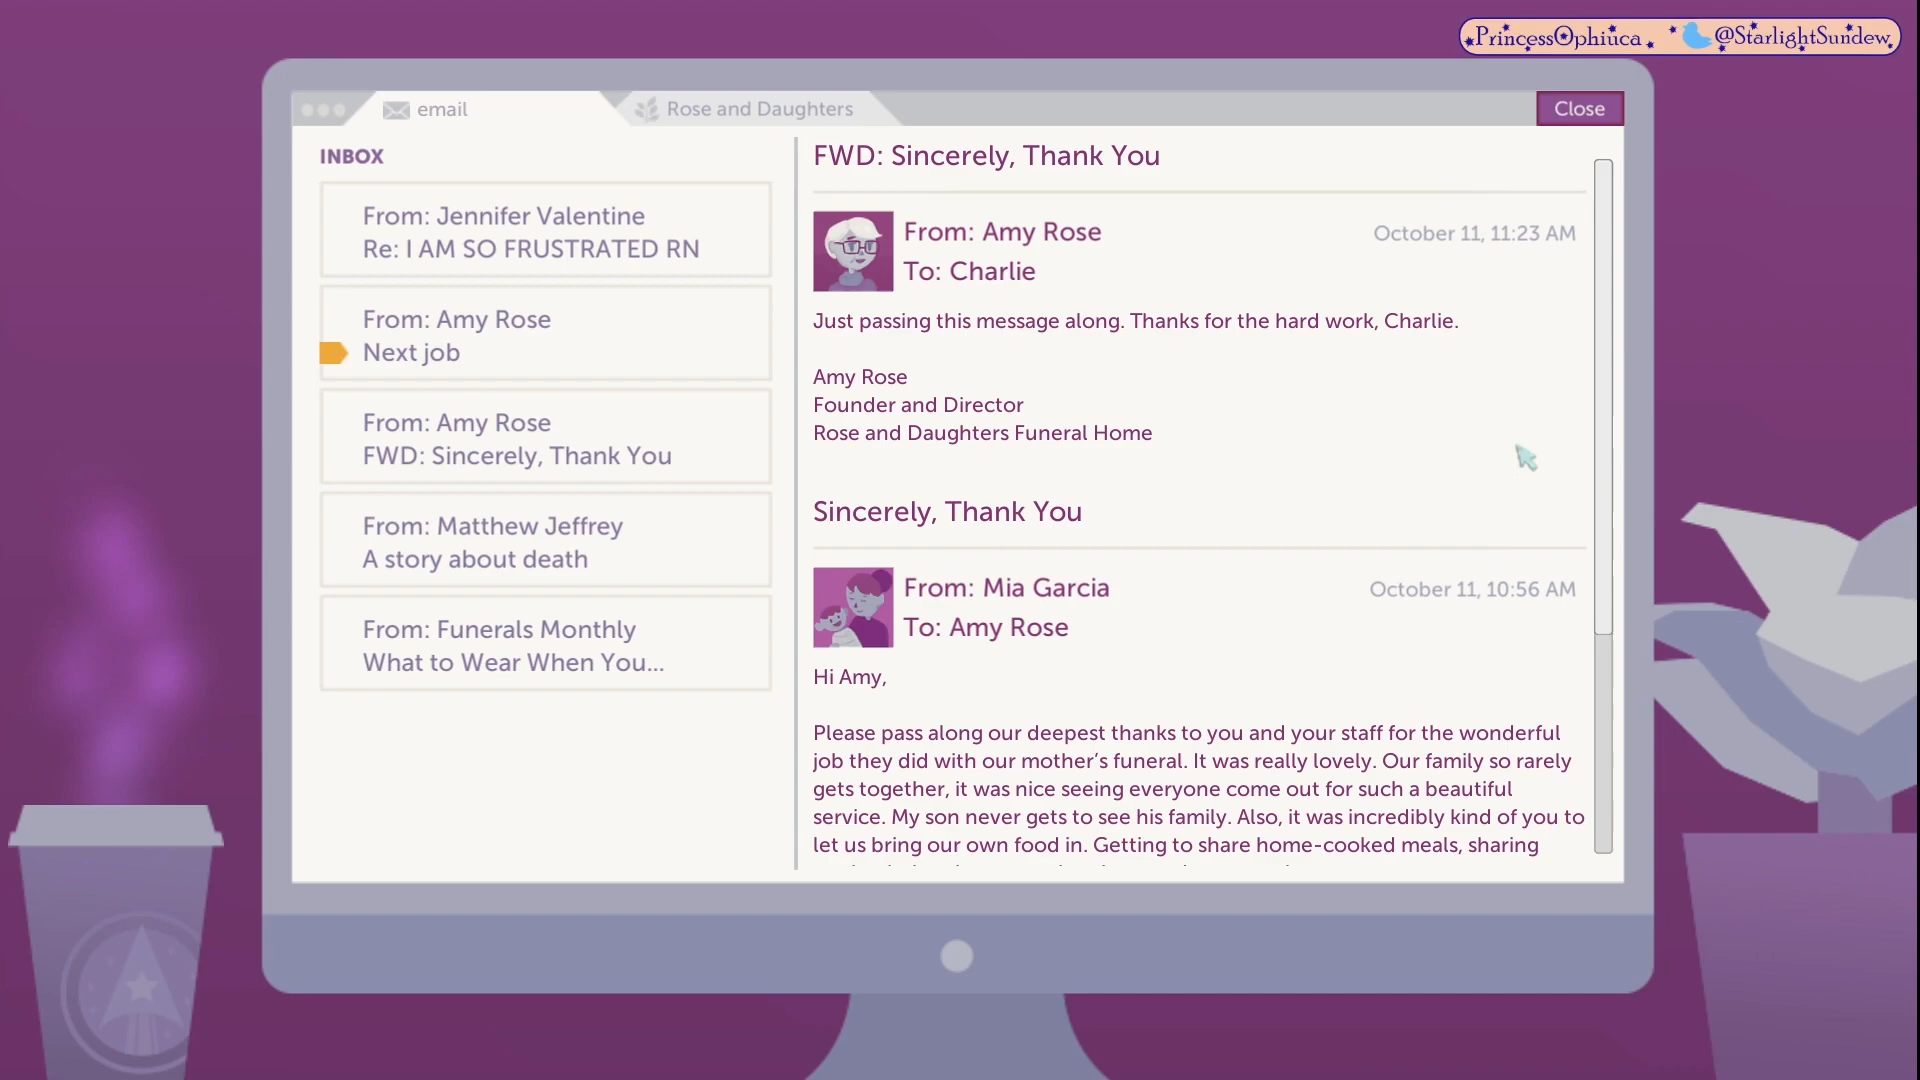 PrincessOphiuca @StarlightSundew
email
Rose and Daughters
Close
INBOX
From: Jennifer Valentine
Re: I AM SO FRUSTRATED RN
From: Amy Rose
Next job
From: Amy Rose
FWD: Sincerely, Thank You
From: Matthew Jeffrey
A story about death
From: Funerals Monthly
What to Wear When You...
FWD: Sincerely, Thank You
From: Amy Rose
October 11, 11:23 AM
To: Charlie
Just passing this message along. Thanks for the hard work, Charlie.
Amy Rose
Founder and Director
Rose and Daughters Funeral Home
Sincerely, Thank You
From: Mia Garcia
October 11, 10:56 AM
To: Amy Rose
Hi Amy,
Please pass along our deepest thanks to you and your staff for the wonderful
job they did with our mother’s funeral. It was really lovely. Our family so rarely
gets together, it was nice seeing everyone come out for such a beautiful
service. My son never gets to see his family. Also, it was incredibly kind of you to
let us bring our own food in. Getting to share home-cooked meals, sharing